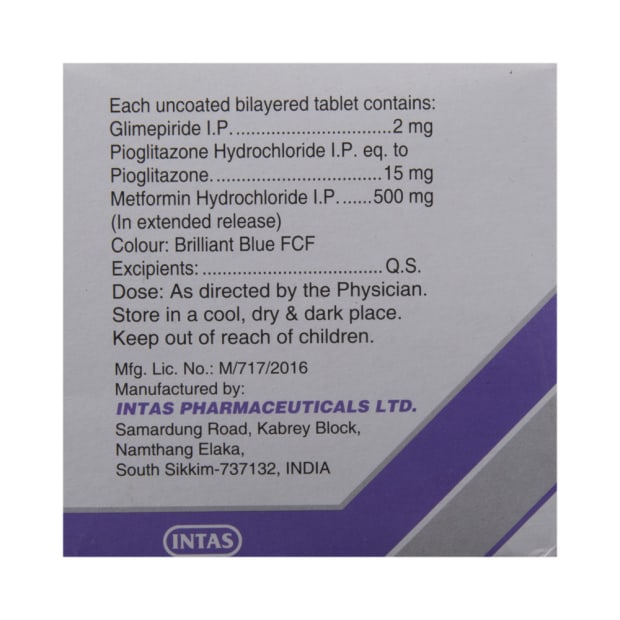 Each uncoated bilayered tablet contains:
Glimepiride I.P. ............................... 2 mg
Pioglitazone Hydrochloride I.P. eq. to
Pioglitazone. ................................. 15 mg
Metformin Hydrochloride I.P. ...... 500 mg
(In extended release)
Colour: Brilliant Blue FCF
Excipients: ................................... Q.S.
Dose: As directed by the Physician.
Store in a cool, dry & dark place.
Keep out of reach of children.
Mfg. Lic. No.: M/717/2016
Manufactured by:
INTAS PHARMACEUTICALS LTD.
Samardung Road, Kabrey Block,
Namthang Elaka,
South Sikkim-737132, INDIA
INTAS